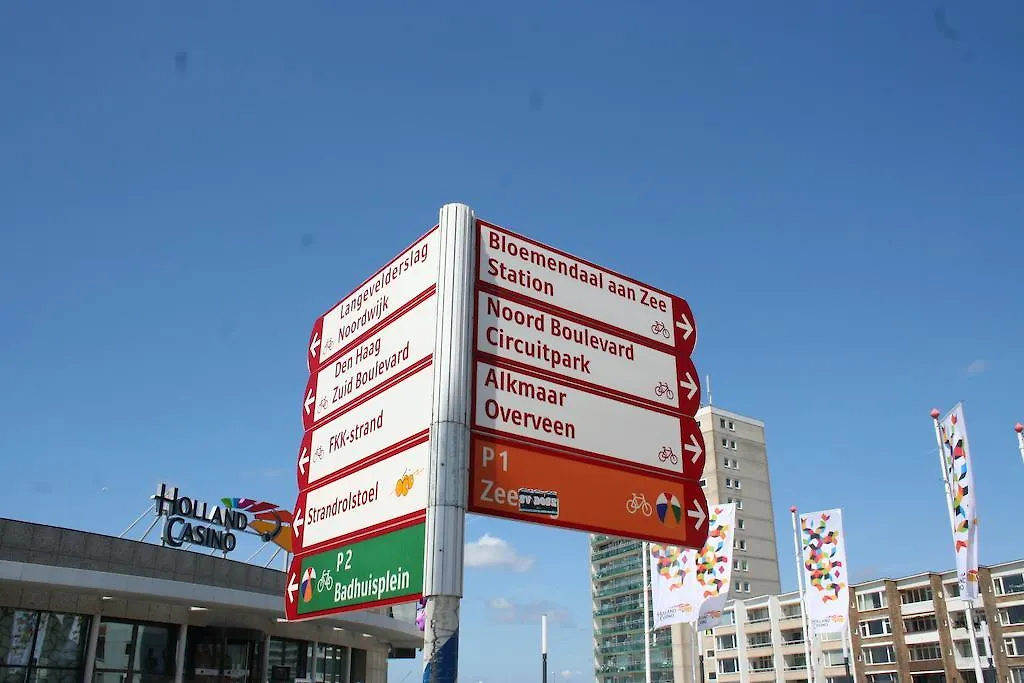 Langevelderslag
Noordwijk
Den Haag
Zuid Boulevard
FKK-strand
Strandrolstoel
P2
Badhuisplein
Bloemendaal aan Zee
Station
Noord Boulevard
Circuitpark
Alkmaar
Overveen
P1
Zee
HOLLAND
CASINO